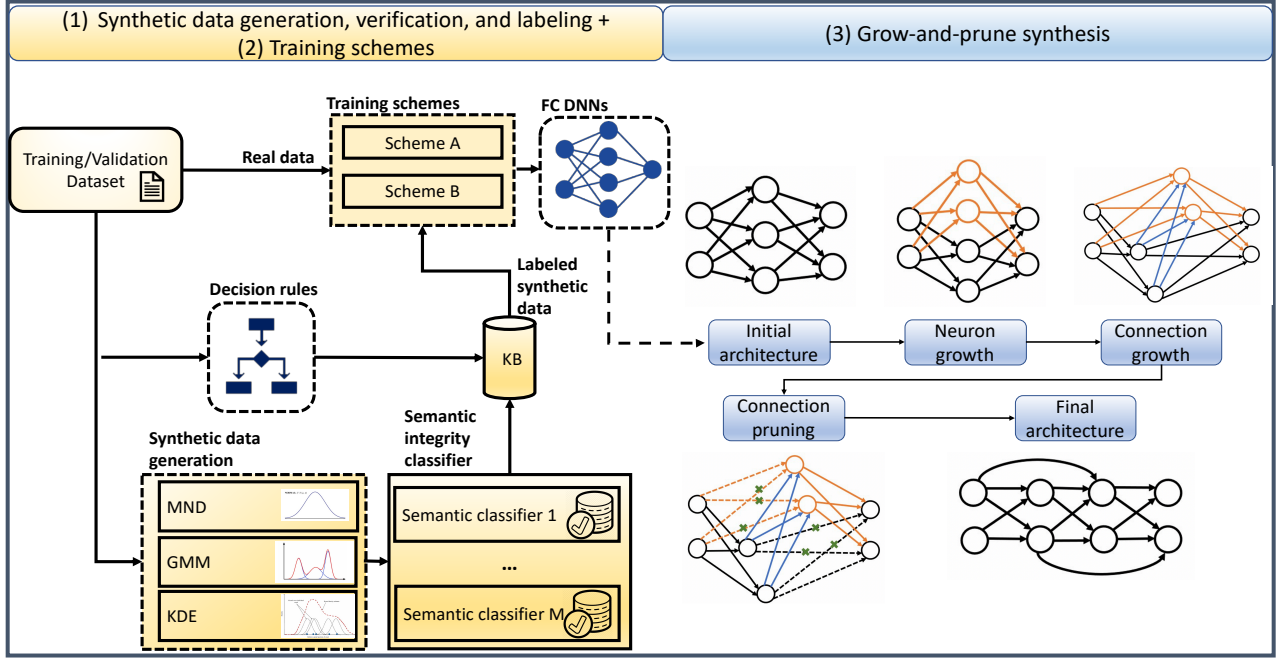 (1) Synthetic data generation, verification, and labeling +
(2) Training schemes
(3) Grow-and-prune synthesis
Training schemes
FC DNNs
Training/Validation
Dataset
Real data
Scheme A
Scheme B
Labeled
synthetic
data
Decision rules
KB
Initial
architecture
Neuron
growth
Connection
growth
Connection
pruning
Final
architecture
Synthetic data
generation
Semantic
integrity
classifier
MND
GMM
KDE
Semantic classifier 1
...
Semantic classifier M